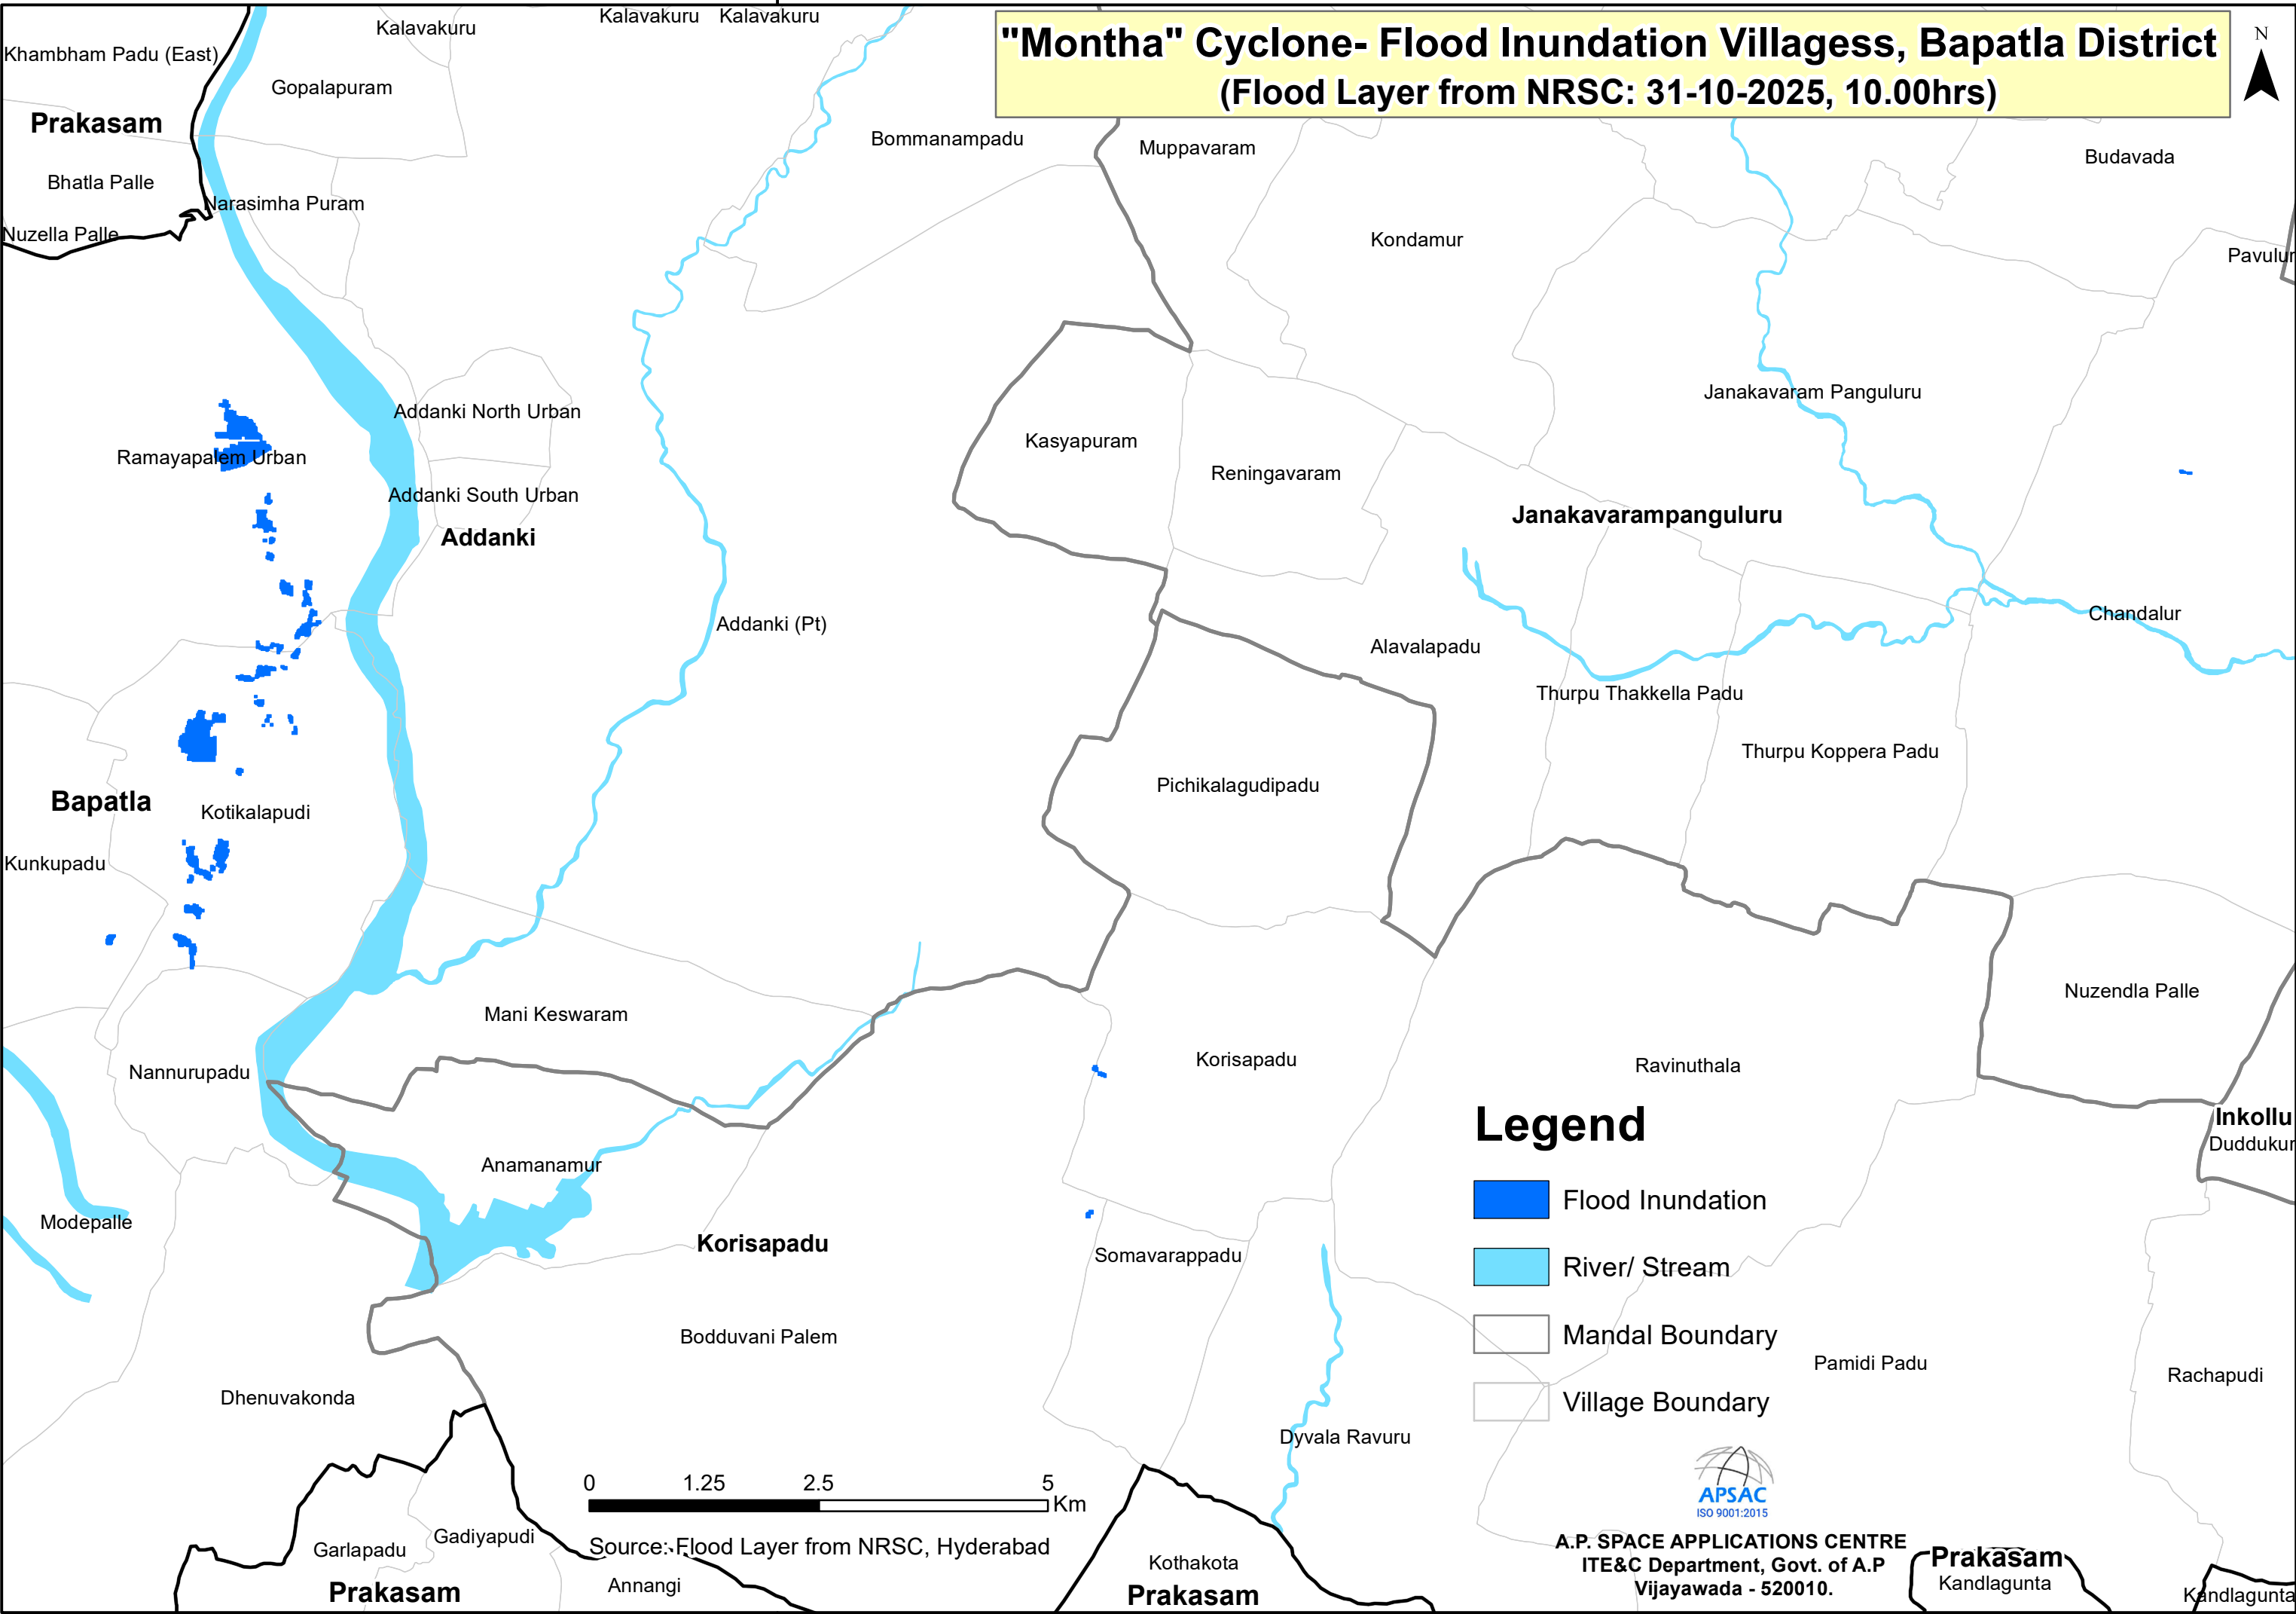 "Montha" Cyclone- Flood Inundation Villagess, Bapatla District
(Flood Layer from NRSC: 31-10-2025, 10.00hrs)
N
Kalavakuru
Kalavakuru
Kalavakuru
Khambham Padu (East)
Gopalapuram
Prakasam
Bommanampadu
Muppavaram
Budavada
Bhatla Palle
Narasimha Puram
Nuzella Palle
Kondamur
Pavulur
Janakavaram Panguluru
Addanki North Urban
Kasyapuram
Ramayapalem Urban
Reningavaram
Addanki South Urban
Janakavarampanguluru
Addanki
Addanki (Pt)
Chandalur
Alavalapadu
Thurpu Thakkella Padu
Thurpu Koppera Padu
Pichikalagudipadu
Bapatla
Kotikalapudi
Kunkupadu
Nuzendla Palle
Mani Keswaram
Korisapadu
Ravinuthala
Nannurupadu
Inkollu
Duddukur
Anamanamur
Modepalle
Korisapadu
Somavarappadu
Bodduvani Palem
Pamidi Padu
Rachapudi
Dhenuvakonda
Dyvala Ravuru
Legend
Flood Inundation
River/ Stream
Mandal Boundary
Village Boundary
0 1.25 2.5 5
Km
Source: Flood Layer from NRSC, Hyderabad
Garlapadu
Gadiyapudi
Prakasam
Annangi
Kothakota
Prakasam
APSAC
ISO 9001:2015
A.P. SPACE APPLICATIONS CENTRE
ITE&C Department, Govt. of A.P
Vijayawada - 520010.
Prakasam
Kandlagunta
Kandlagunta